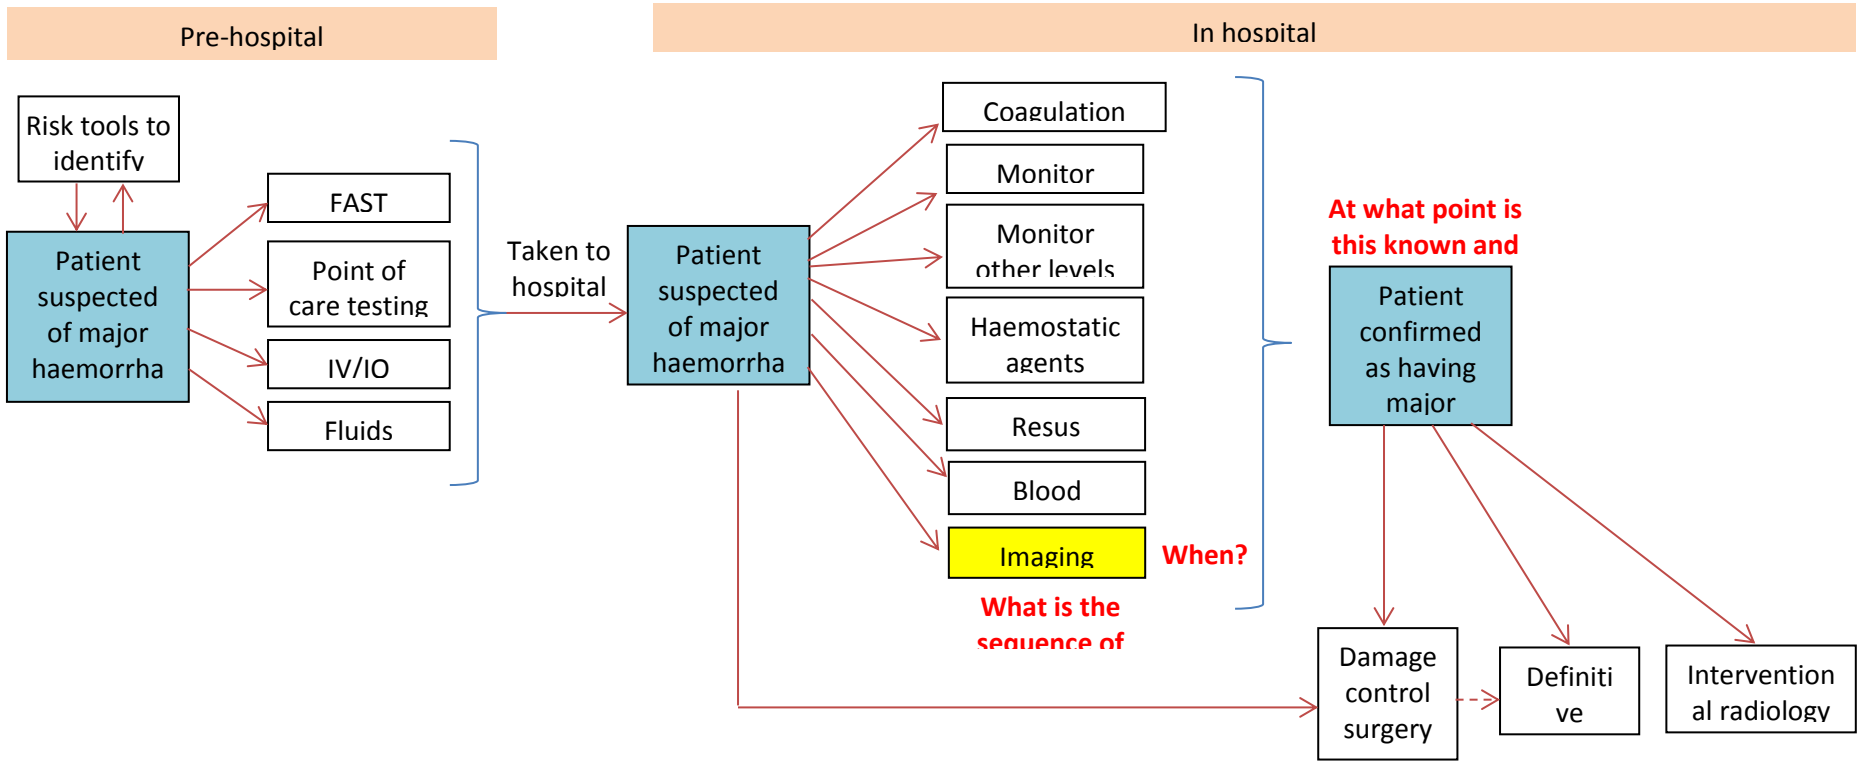 Pre-hospital
In hospital
Risk tools to
identify
Patient
suspected
of major
haemorrha
FAST
Point of
care testing
IV/IO
Fluids
Taken to
hospital
Patient
suspected
of major
haemorrha
Coagulation
Monitor
Monitor
other levels
Haemostatic
agents
Resus
Blood
Imaging
When?
What is the
sequence of
At what point is
this known and
Patient
confirmed
as having
major
Damage
control
surgery
Definiti
ve
Intervention
al radiology